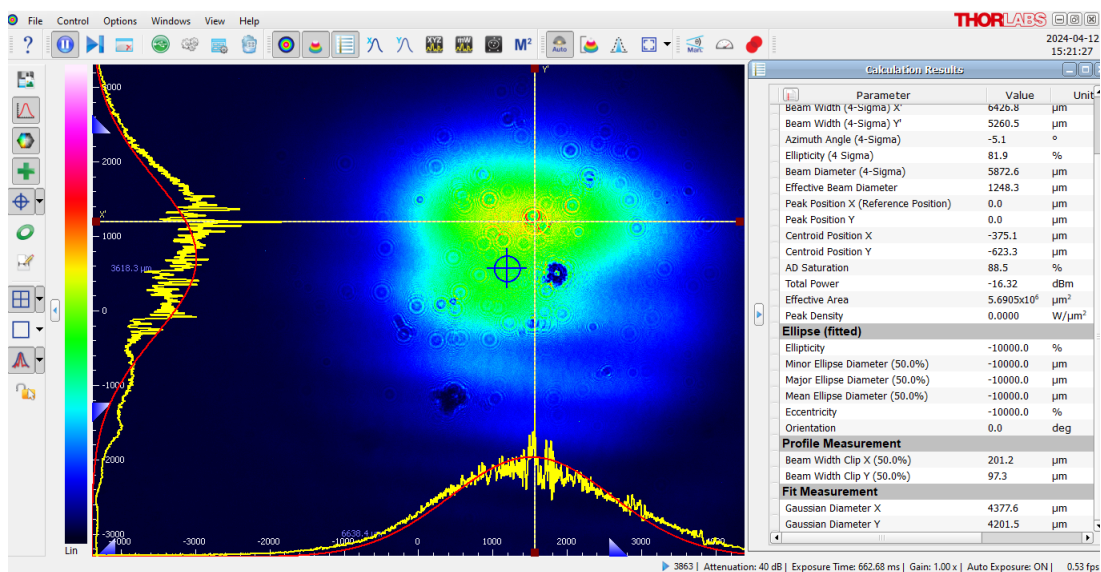 File Control Options Windows View Help
THORLABS
? XYZ mW M² Auto Marc
2024-04-12
15:21:27
Calculation Results
Parameter Value Unit
Beam Width (4-Sigma) X' 6426.8 µm
Beam Width (4-Sigma) Y' 5260.5 µm
Azimuth Angle (4-Sigma) -5.1 °
Ellipticity (4 Sigma) 81.9 %
Beam Diameter (4-Sigma) 5872.6 µm
Effective Beam Diameter 1248.3 µm
Peak Position X (Reference Position) 0.0 µm
Peak Position Y 0.0 µm
Centroid Position X -375.1 µm
Centroid Position Y -623.3 µm
AD Saturation 88.5 %
Total Power -16.32 dBm
Effective Area 5.6905x10⁶ µm²
Peak Density 0.0000 W/µm²
Ellipse (fitted)
Ellipticity -10000.0 %
Minor Ellipse Diameter (50.0%) -10000.0 µm
Major Ellipse Diameter (50.0%) -10000.0 µm
Mean Ellipse Diameter (50.0%) -10000.0 µm
Eccentricity -10000.0 %
Orientation 0.0 deg
Profile Measurement
Beam Width Clip X (50.0%) 201.2 µm
Beam Width Clip Y (50.0%) 97.3 µm
Fit Measurement
Gaussian Diameter X 4377.6 µm
Gaussian Diameter Y 4201.5 µm
Y'
3000
2000
X'
1000
3618.3 µm
0
-1000
-2000
-3000
6638.4 µm
-4000 -3000 -2000 -1000 0 1000 2000 3000 4000
Lin
3863 | Attenuation: 40 dB | Exposure Time: 662.68 ms | Gain: 1.00 x | Auto Exposure: ON | 0.53 fps